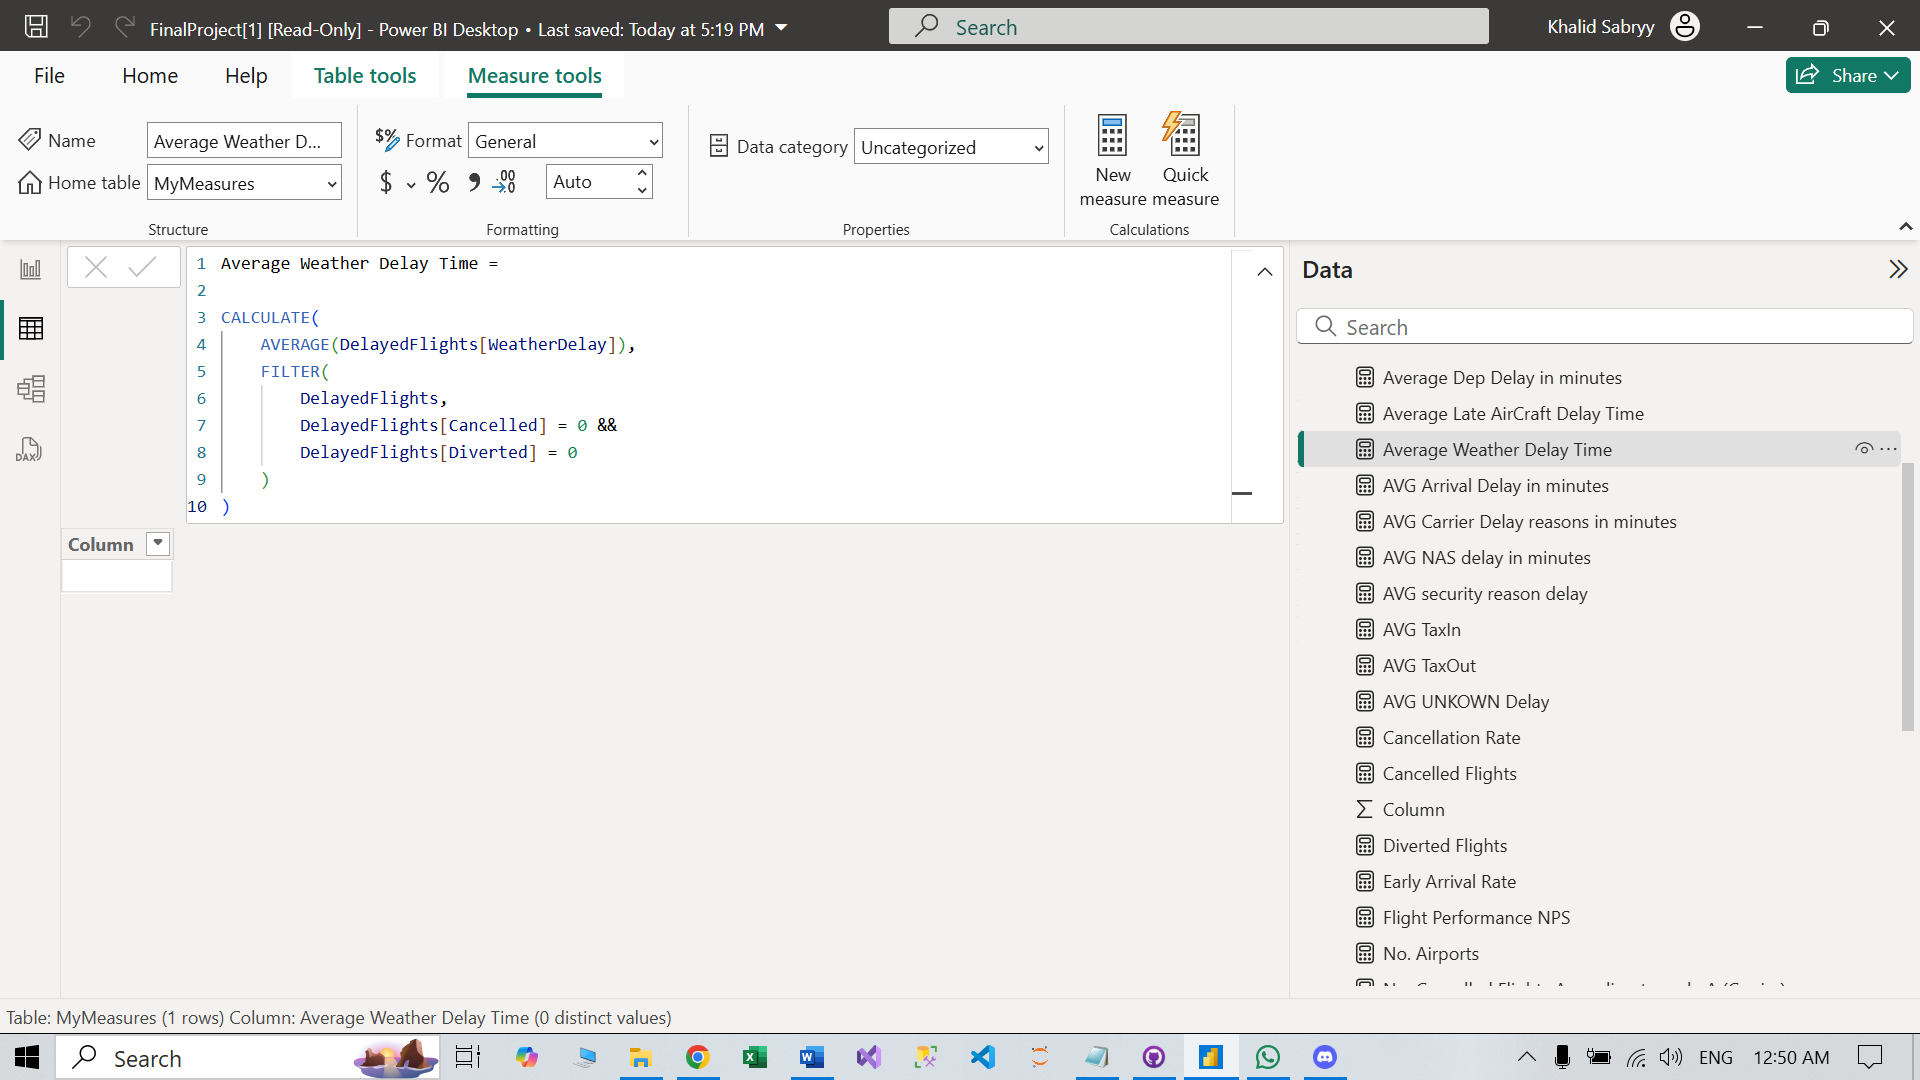 FinalProject[1] [Read-Only] - Power BI Desktop • Last saved: Today at 5:19 PM
Search
Khalid Sabryy
File
Home
Help
Table tools
Measure tools
Share
Name
Average Weather D...
Home table
MyMeasures
Structure
Format
General
$
%
Auto
Formatting
Data category
Uncategorized
Properties
New measure
Quick measure
Calculations
1 Average Weather Delay Time =
2
3 CALCULATE(
4 AVERAGE(DelayedFlights[WeatherDelay]),
5 FILTER(
6 DelayedFlights,
7 DelayedFlights[Cancelled] = 0 &&
8 DelayedFlights[Diverted] = 0
9 )
10 )
DAX
Column
Data
Search
Average Dep Delay in minutes
Average Late AirCraft Delay Time
Average Weather Delay Time
AVG Arrival Delay in minutes
AVG Carrier Delay reasons in minutes
AVG NAS delay in minutes
AVG security reason delay
AVG TaxIn
AVG TaxOut
AVG UNKOWN Delay
Cancellation Rate
Cancelled Flights
Column
Diverted Flights
Early Arrival Rate
Flight Performance NPS
No. Airports
Table: MyMeasures (1 rows) Column: Average Weather Delay Time (0 distinct values)
Search
ENG
12:50 AM